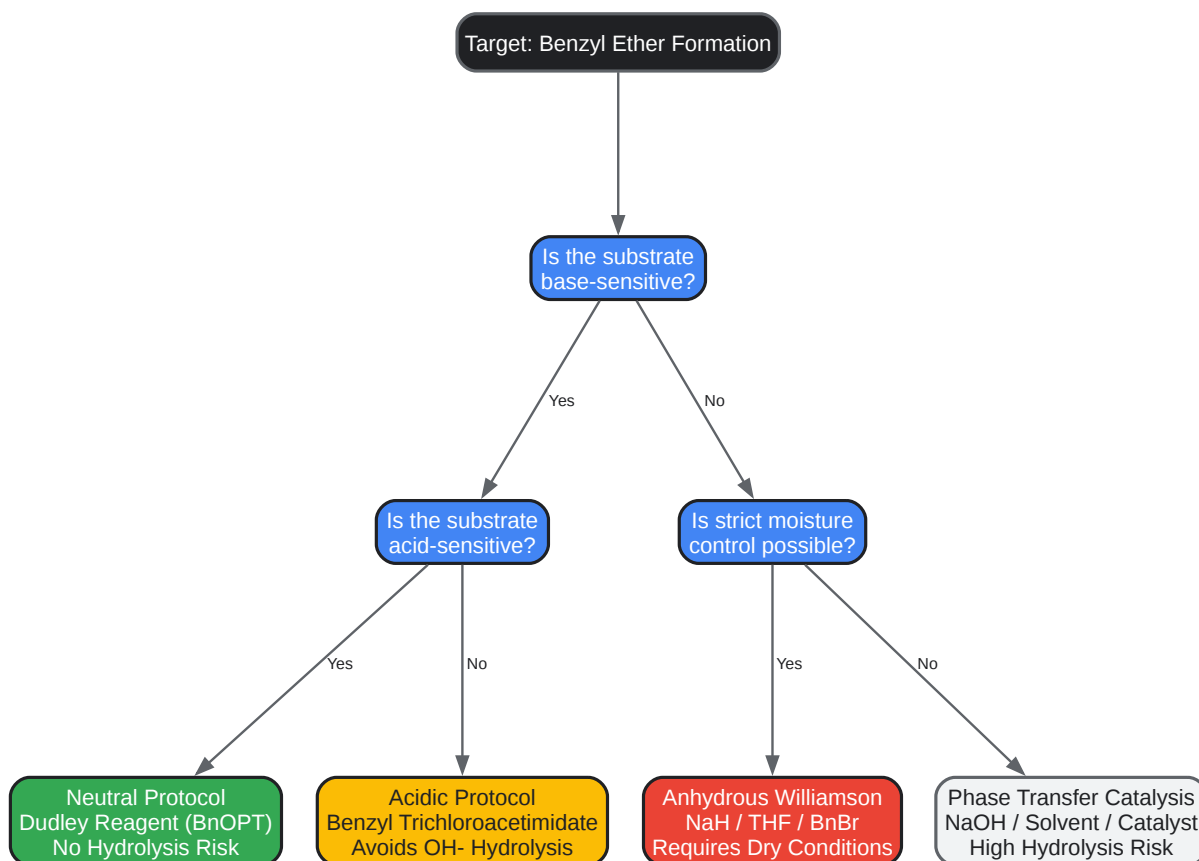 Target: Benzyl Ether Formation
Is the substrate
base-sensitive?
Yes
No
Is the substrate
acid-sensitive?
Is strict moisture
control possible?
Yes
No
Yes
No
Neutral Protocol
Dudley Reagent (BnOPT)
No Hydrolysis Risk
Acidic Protocol
Benzyl Trichloroacetimidate
Avoids OH- Hydrolysis
Anhydrous Williamson
NaH / THF / BnBr
Requires Dry Conditions
Phase Transfer Catalysis
NaOH / Solvent / Catalyst
High Hydrolysis Risk